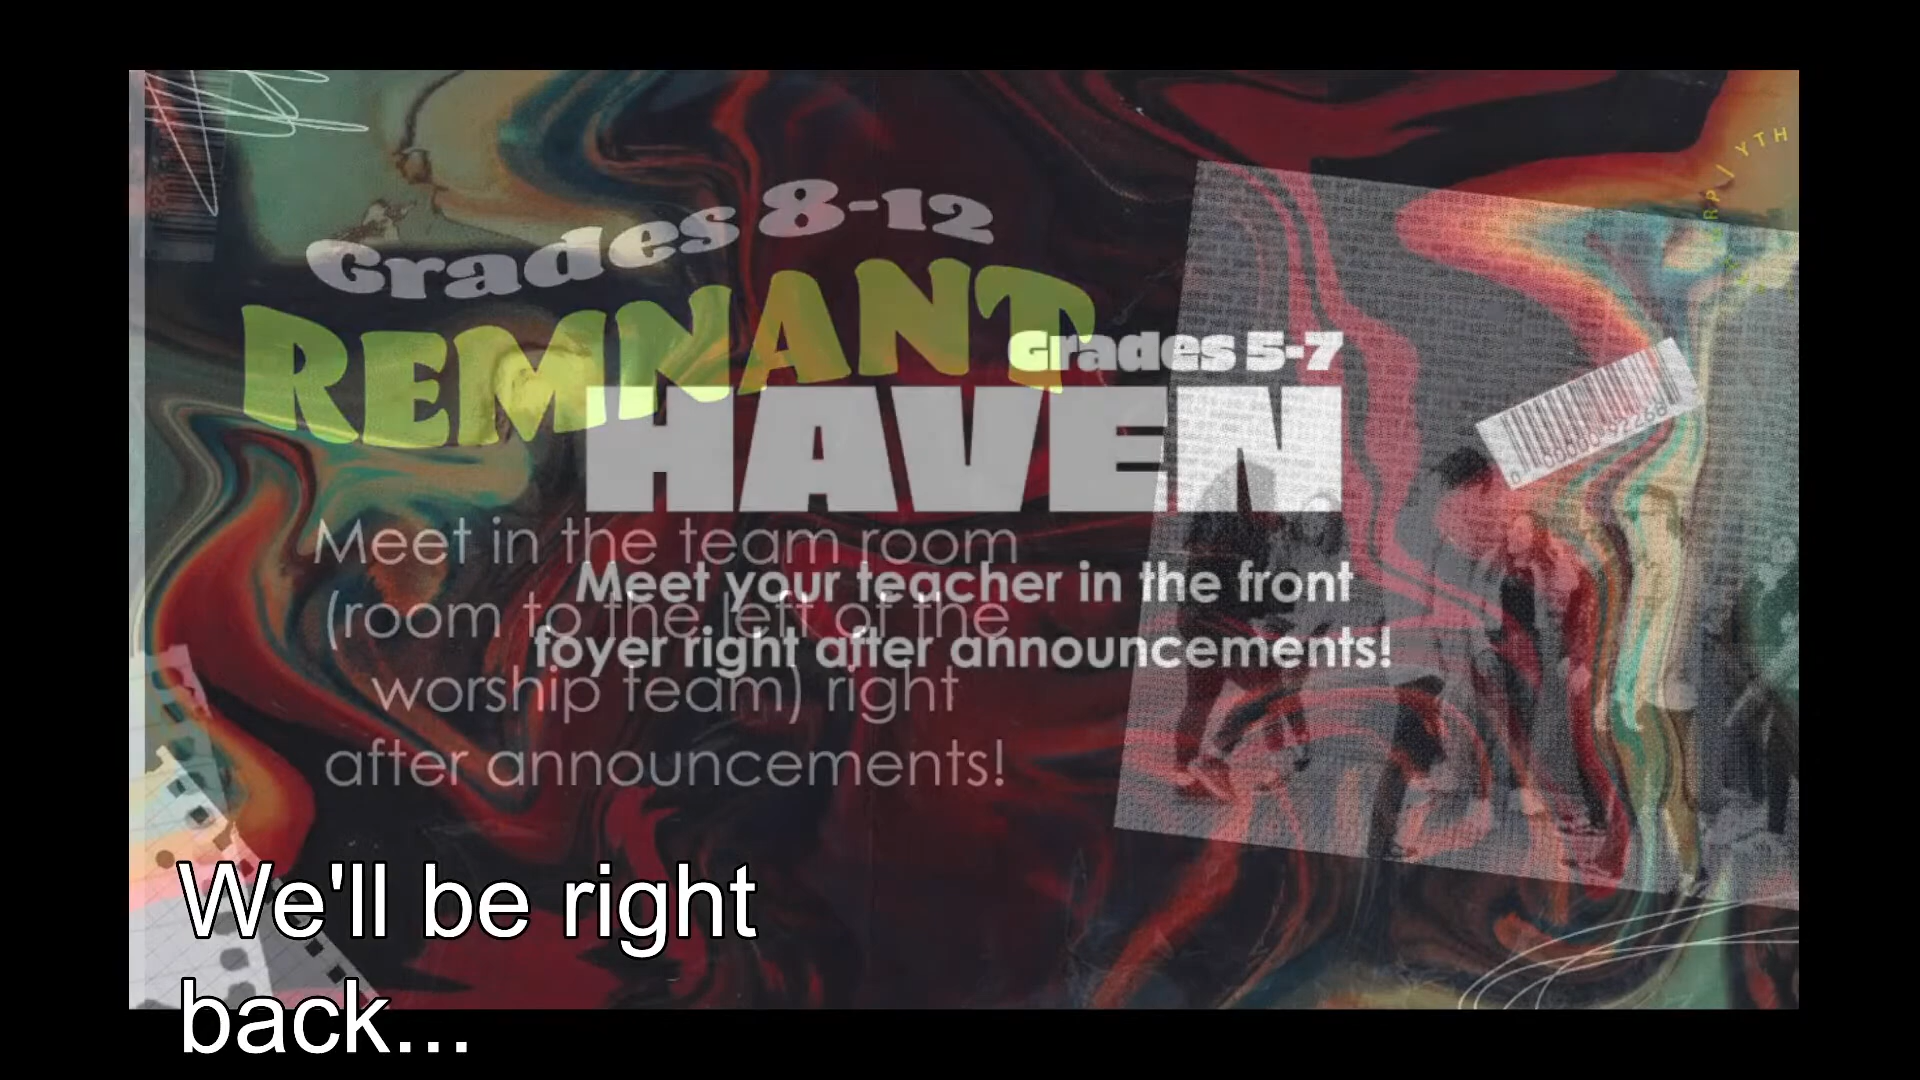 Grades 8-12
REMNANT
Grades 5-7
HAVEN
Meet in the team room
(room to the left of the
worship team) right
after announcements!
Meet your teacher in the front
foyer right after announcements!
We'll be right
back...